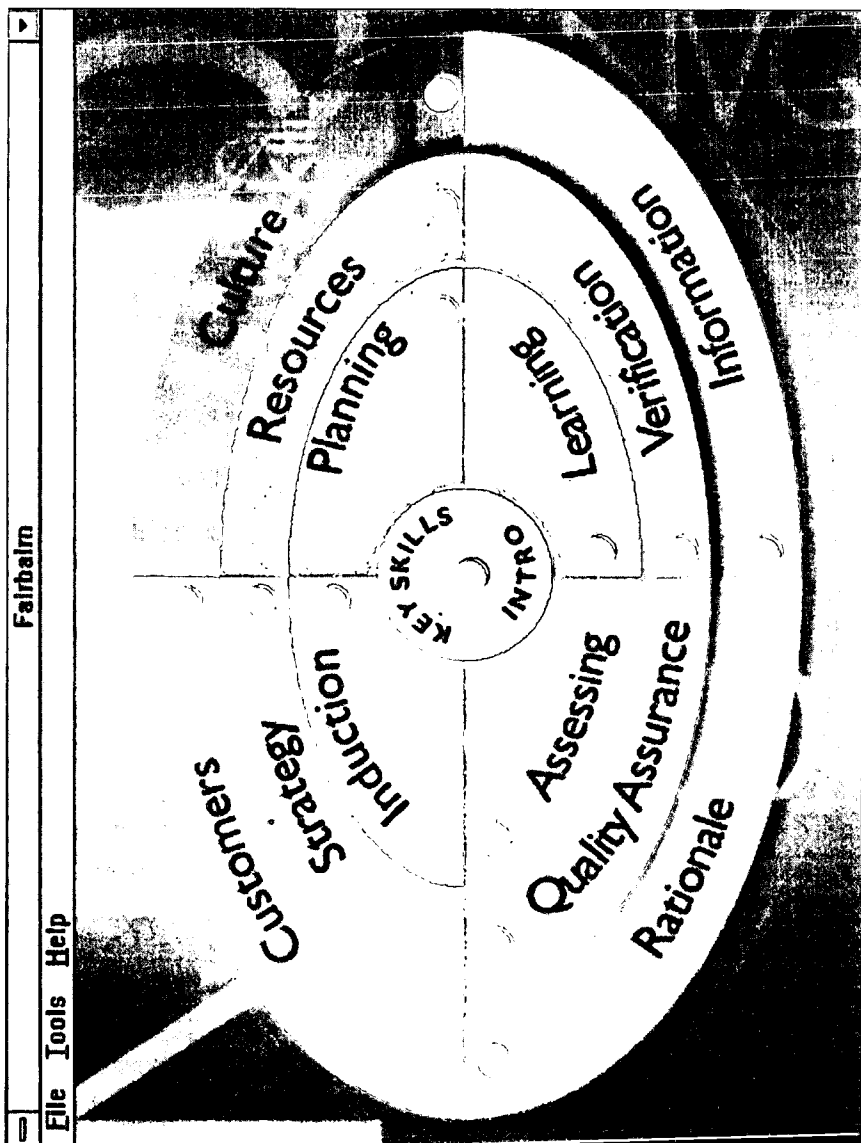 Fairbairn
File Tools Help
Customers
Culture
Strategy
Resources
Induction
Planning
KEY SKILLS
INTRO
Assessing
Learning
Quality Assurance
Verification
Rationale
Information